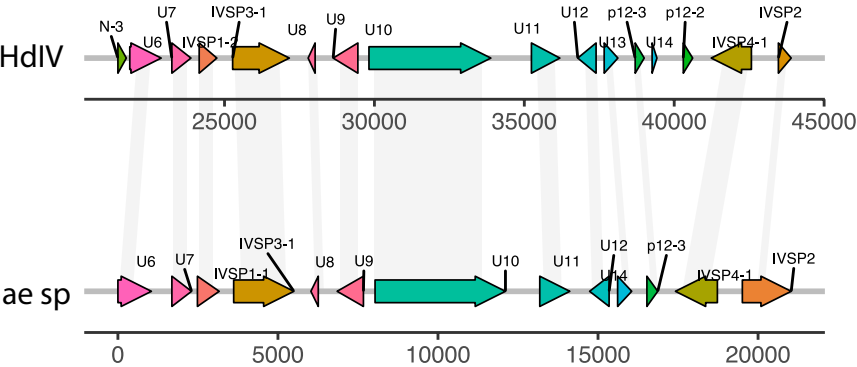 N-3 U6 U7 IVSP1-2 IVSP3-1 U8 U9 U10 U11 U12 U13 p12-3 U14 p12-2 IVSP4-1 IVSP2
HdIV
25000 30000 35000 40000 45000
U6 U7 IVSP1-1 IVSP3-1 U8 U9 U10 U11 U12 U14 p12-3 IVSP4-1 IVSP2
ae sp
0 5000 10000 15000 20000